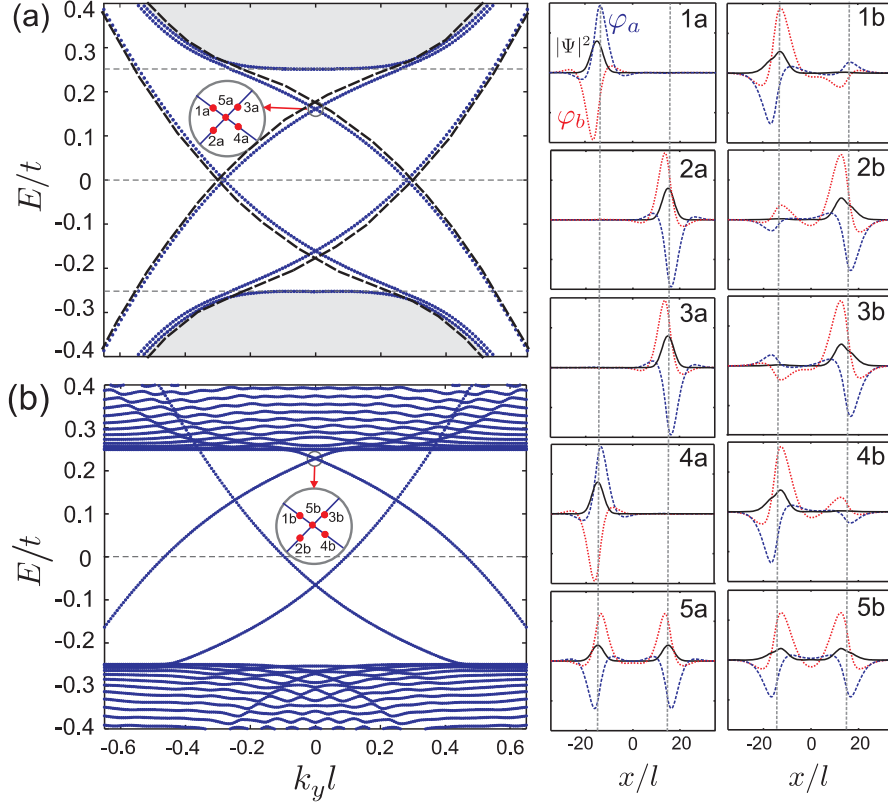 (a)
E/t
0.4
0.3
0.2
0.1
0
-0.1
-0.2
-0.3
-0.4
5a
1a
3a
2a
4a
(b)
E/t
0.4
0.3
0.2
0.1
0
-0.1
-0.2
-0.3
-0.4
5b
1b
3b
2b
4b
-0.6
-0.4
-0.2
0
0.2
0.4
0.6
k_y l
|Ψ|²
φ_a
φ_b
1a
1b
2a
2b
3a
3b
4a
4b
5a
5b
-20
0
20
-20
0
20
x/l
x/l